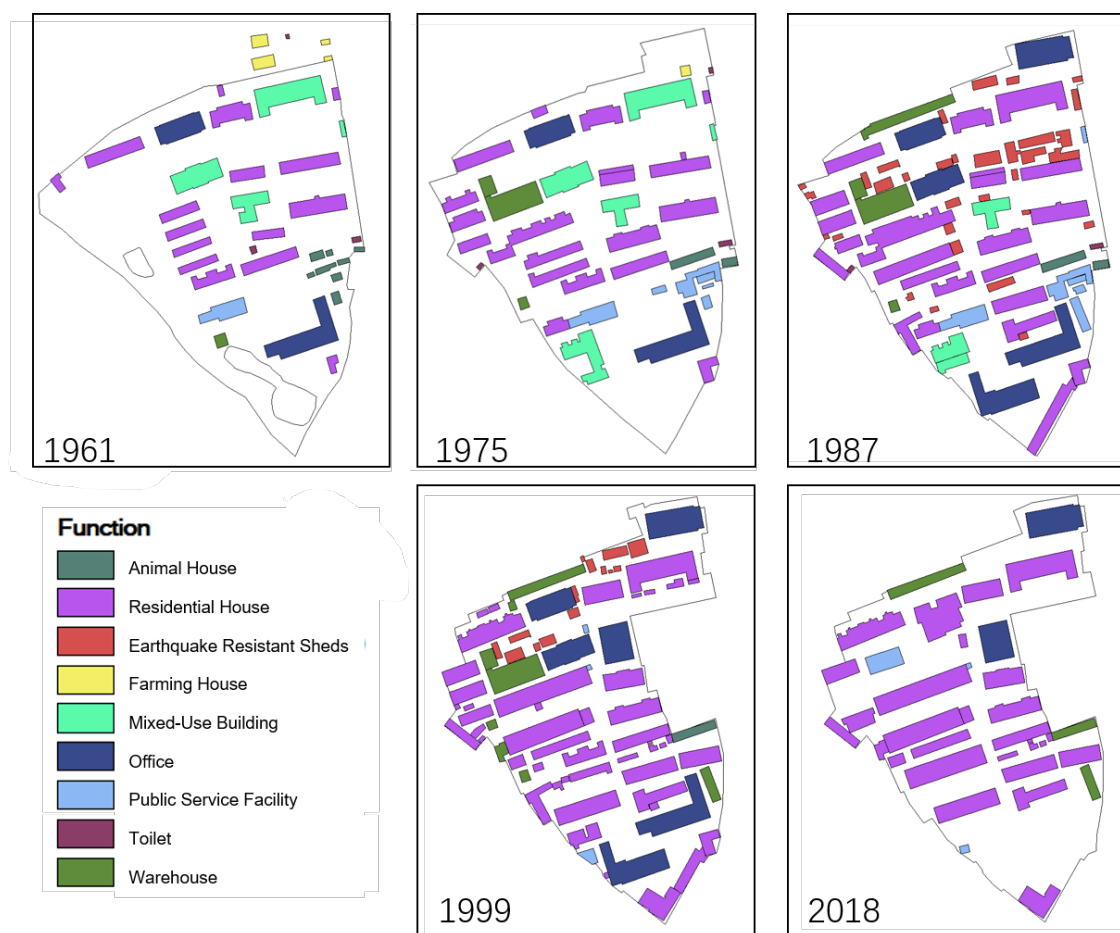 1961
1975
1987
Function
Animal House
Residential House
Earthquake Resistant Sheds
Farming House
Mixed-Use Building
Office
Public Service Facility
Toilet
Warehouse
1999
2018